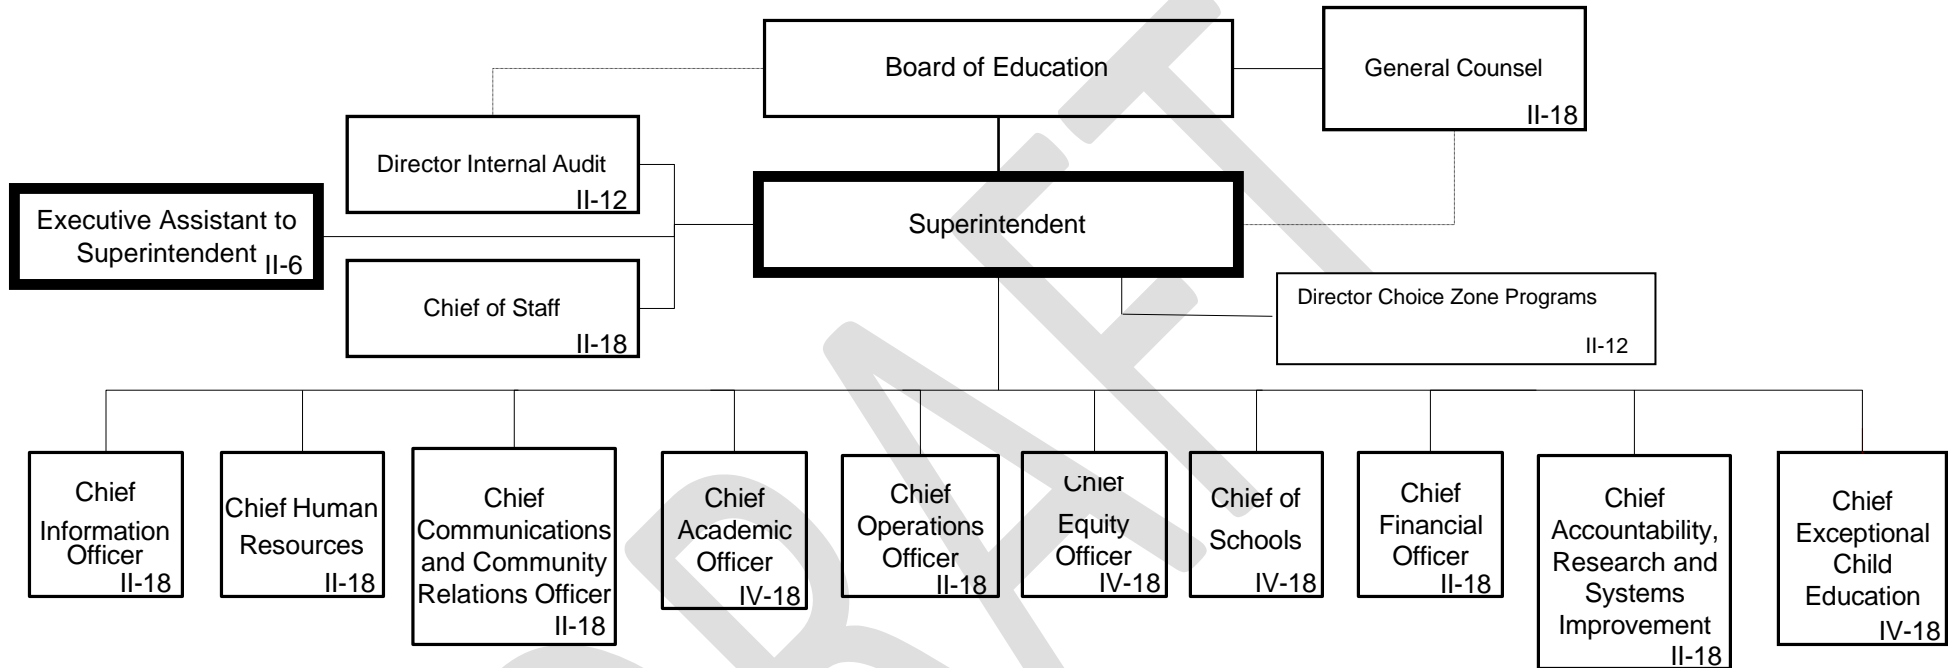 Board of Education
General Counsel
II-18
Director Internal Audit
II-12
Executive Assistant to
Superintendent II-6
Superintendent
Chief of Staff
II-18
Director Choice Zone Programs
II-12
Chief
Information
Officer
II-18
Chief Human
Resources
II-18
Chief
Communications
and Community
Relations Officer
II-18
Chief
Academic
Officer
IV-18
Chief
Operations
Officer
II-18
Chief
Equity
Officer
IV-18
Chief of
Schools
IV-18
Chief
Financial
Officer
II-18
Chief
Accountability,
Research and
Systems
Improvement
II-18
Chief
Exceptional
Child
Education
IV-18
DRAFT